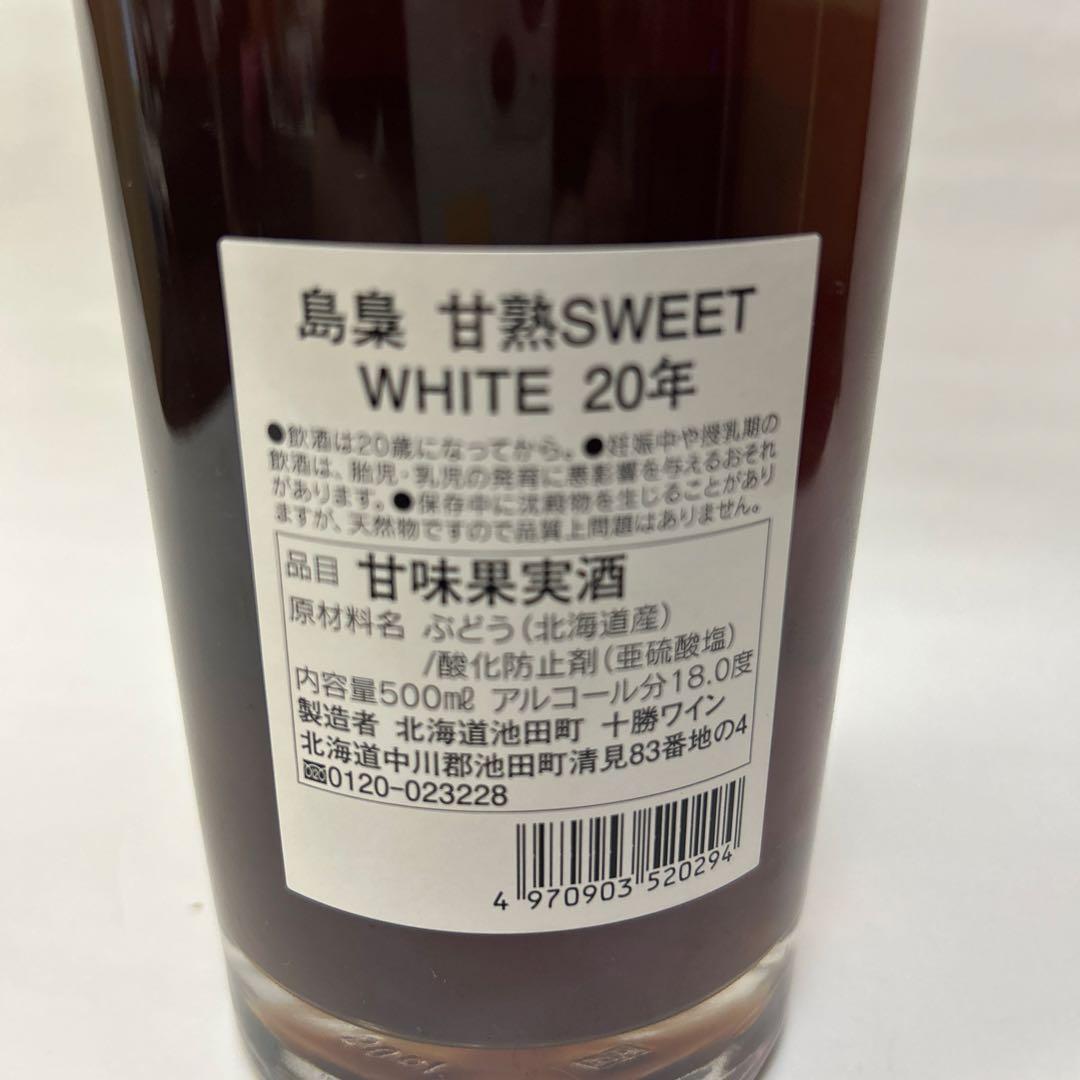 島梟 甘熟SWEET
WHITE 20年
●飲酒は20歳になってから。●妊娠中や授乳期の
飲酒は、胎児・乳児の発育に悪影響を与えるおそれ
があります。●保存中に沈殿物を生じることがあり
ますが、天然物ですので品質上問題はありません。
品目 甘味果実酒
原材料名 ぶどう(北海道産)
/酸化防止剤(亜硫酸塩)
内容量500㎖ アルコール分18.0度
製造者 北海道池田町 十勝ワイン
北海道中川郡池田町清見83番地の4
0120-023228
4 970903 520294